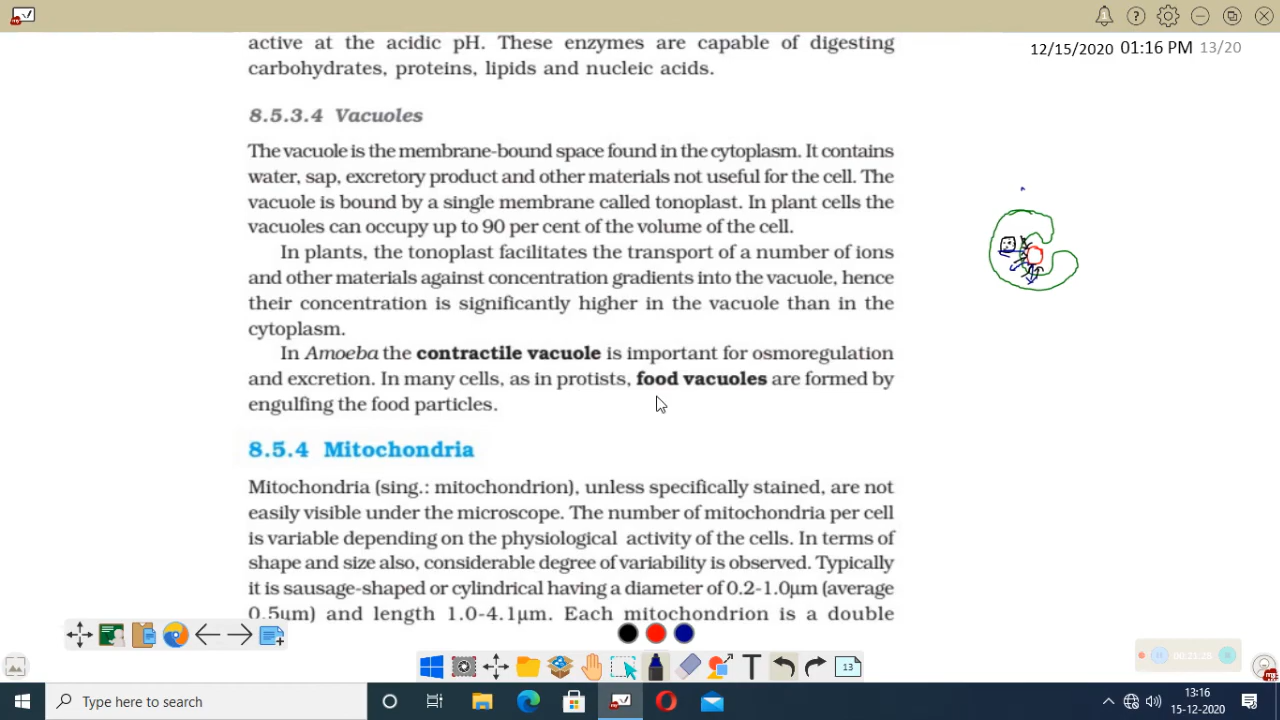 12/15/2020 01:16 PM 13/20
active at the acidic pH. These enzymes are capable of digesting
carbohydrates, proteins, lipids and nucleic acids.
8.5.3.4 Vacuoles
The vacuole is the membrane-bound space found in the cytoplasm. It contains
water, sap, excretory product and other materials not useful for the cell. The
vacuole is bound by a single membrane called tonoplast. In plant cells the
vacuoles can occupy up to 90 per cent of the volume of the cell.
In plants, the tonoplast facilitates the transport of a number of ions
and other materials against concentration gradients into the vacuole, hence
their concentration is significantly higher in the vacuole than in the
cytoplasm.
In Amoeba the contractile vacuole is important for osmoregulation
and excretion. In many cells, as in protists, food vacuoles are formed by
engulfing the food particles.
8.5.4 Mitochondria
Mitochondria (sing.: mitochondrion), unless specifically stained, are not
easily visible under the microscope. The number of mitochondria per cell
is variable depending on the physiological activity of the cells. In terms of
shape and size also, considerable degree of variability is observed. Typically
it is sausage-shaped or cylindrical having a diameter of 0.2-1.0μm (average
0.5μm) and length 1.0-4.1μm. Each mitochondrion is a double
00:21:25
13
Type here to search
13:16
15-12-2020